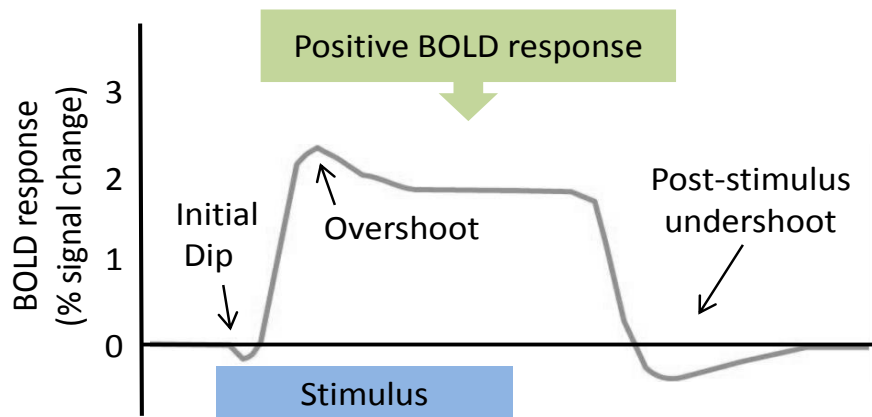 Positive BOLD response
BOLD response
(% signal change)
3
2
1
0
Initial
Dip
Overshoot
Post-stimulus
undershoot
Stimulus